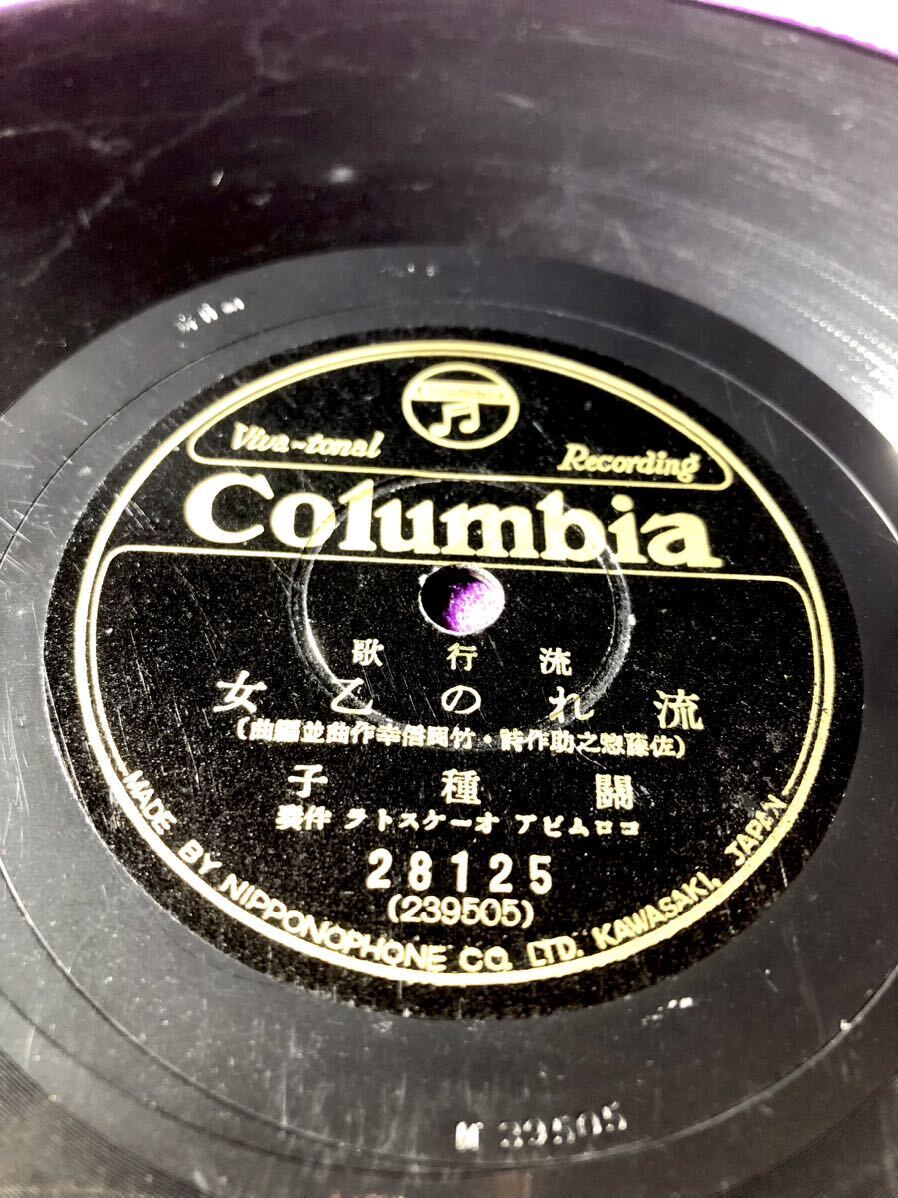 Viva-tonal Recording
Columbia
流行歌
流れの乙女
(佐藤惣之助作詩・竹岡信幸作曲並編曲)
關種子
コロムビア オーケストラ 伴奏
28125
(239505)
MADE BY NIPPONOPHONE CO. LTD. KAWASAKI, JAPAN
M 39505